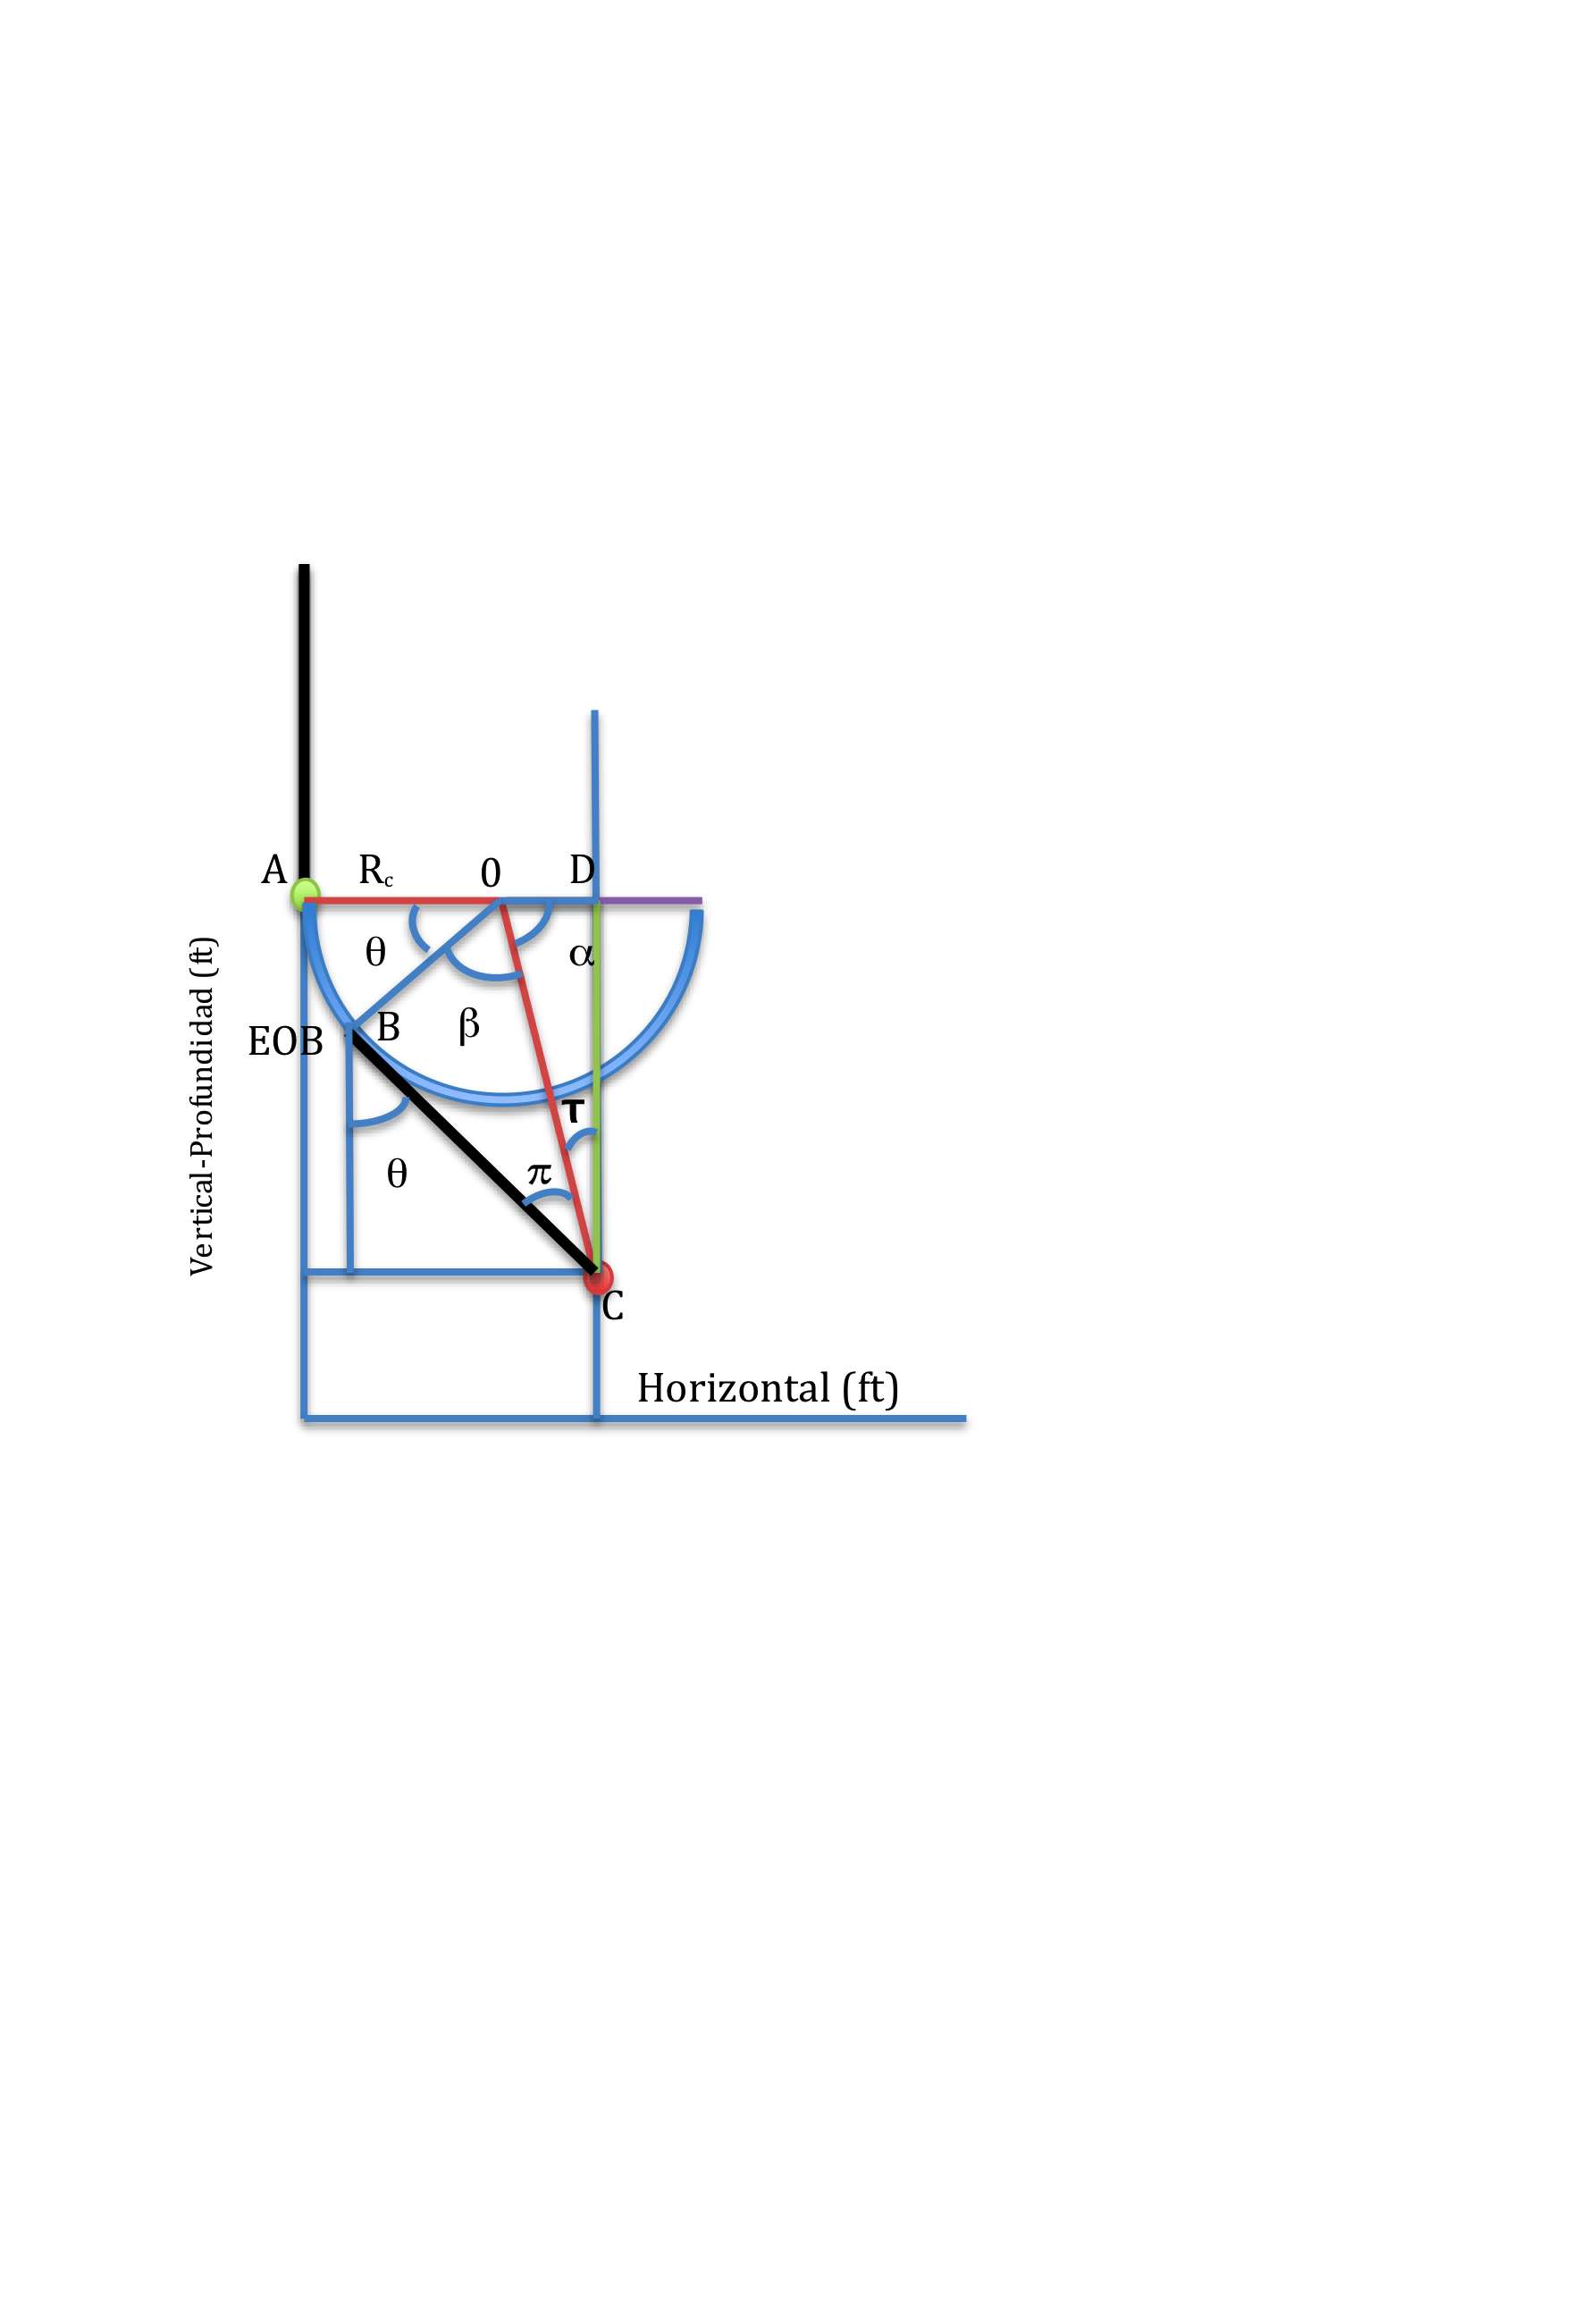 A
Rc
0
D
θ
α
EOB
B
β
τ
π
θ
C
Vertical-Profundidad (ft)
Horizontal (ft)